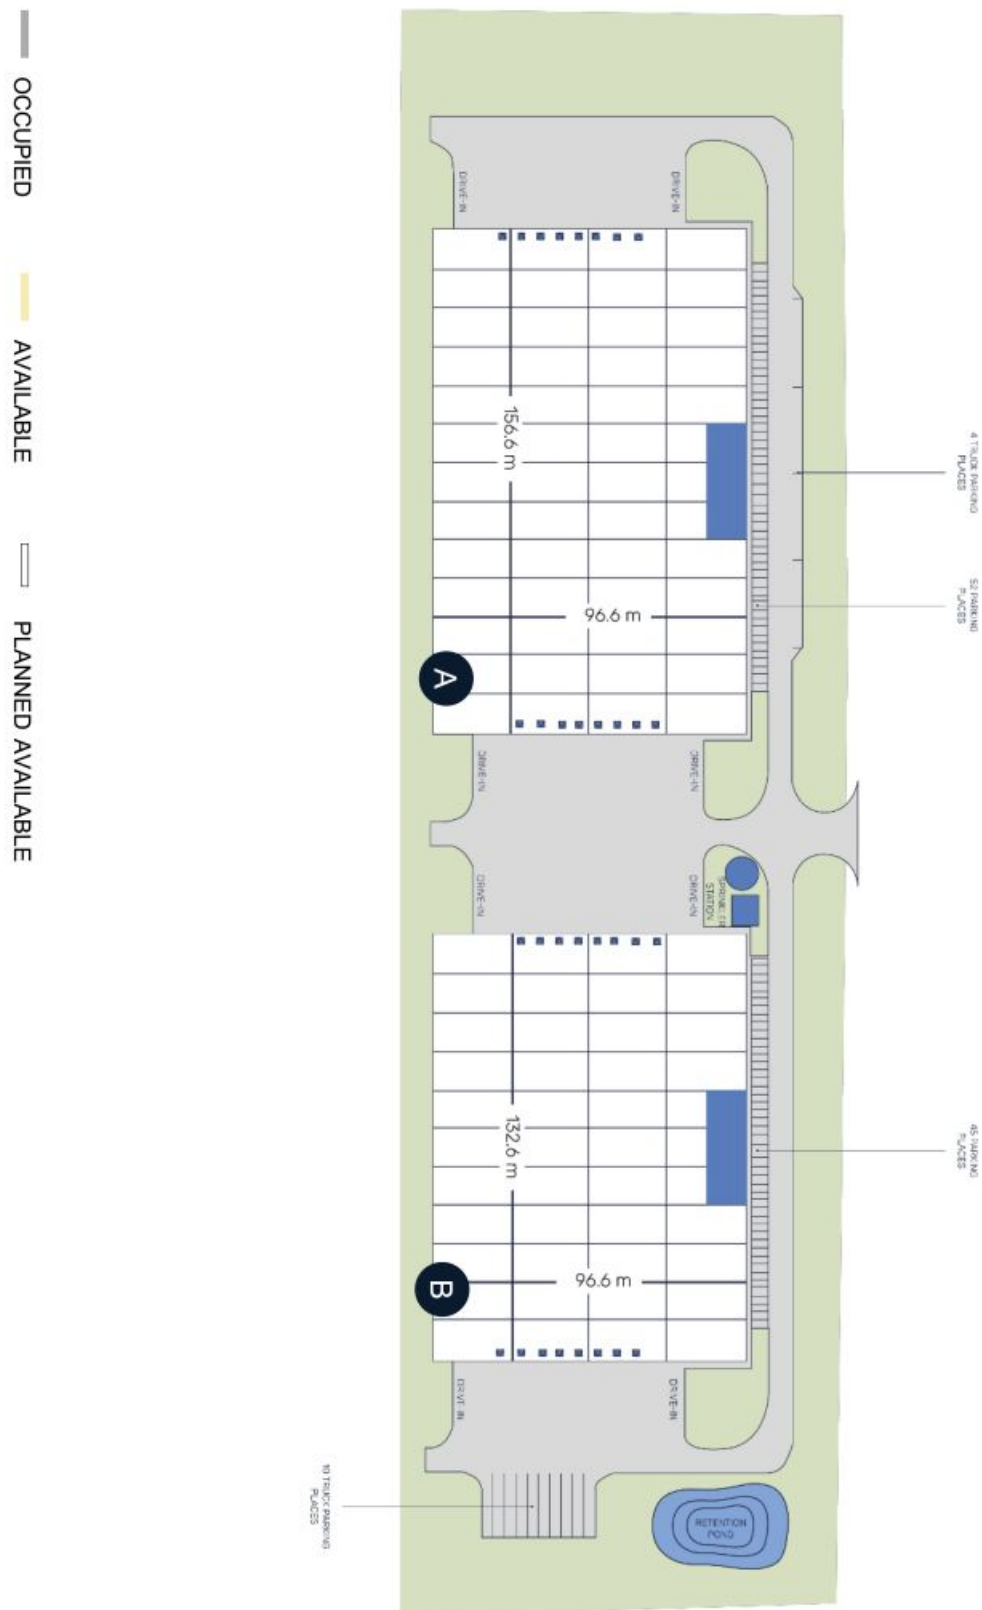 OCCUPIED
AVAILABLE
PLANNED AVAILABLE
4 TRUCK PARKING
PLACES
52 PARKING
PLACES
45 PARKING
PLACES
DRIVE-IN
DRIVE-IN
156.6 m
96.6 m
A
DRIVE-IN
DRIVE-IN
DRIVE-IN
DRIVE-IN
SPRINKLER
STATION
132.6 m
96.6 m
B
DRIVE-IN
DRIVE-IN
10 TRUCK PARKING
PLACES
RETENTION
POND